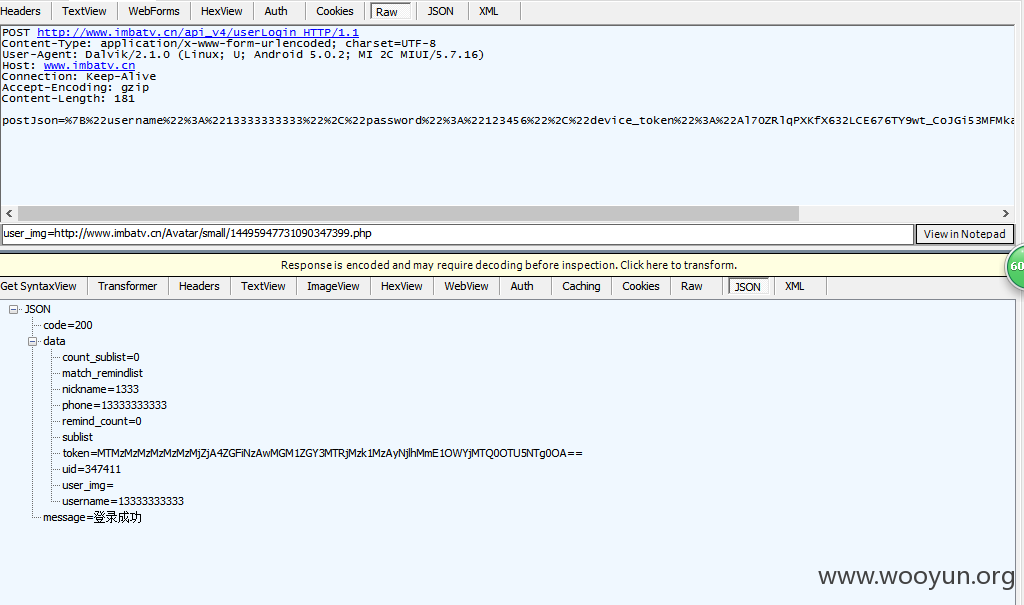 Headers TextView WebForms HexView Auth Cookies Raw JSON XML
POST http://www.imbatv.cn/api_v4/userLogin HTTP/1.1
Content-Type: application/x-www-form-urlencoded; charset=UTF-8
User-Agent: Dalvik/2.1.0 (Linux; U; Android 5.0.2; MI 2C MIUI/5.7.16)
Host: www.imbatv.cn
Connection: Keep-Alive
Accept-Encoding: gzip
Content-Length: 181
postJson=%7B%22username%22%3A%2213333333333%22%2C%22password%22%3A%22123456%22%2C%22device_token%22%3A%22Al7OZRlqPXKfX632LCE676TY9wt_CoJGi53MFMka
user_img=http://www.imbatv.cn/Avatar/small/14495947731090347399.php View in Notepad
Response is encoded and may require decoding before inspection. Click here to transform.
60
Get SyntaxView Transformer Headers TextView ImageView HexView WebView Auth Caching Cookies Raw JSON XML
JSON
code=200
data
count_sublist=0
match_remindlist
nickname=1333
phone=13333333333
remind_count=0
sublist
token=MTMzMzMzMzMzMzMjZjA4ZGFiNzAwMGM1ZGY3MTRjMzk1MzAyNjlhMmE1OWYjMTQ0OTU5NTg0OA==
uid=347411
user_img=
username=13333333333
message=登录成功
www.wooyun.org